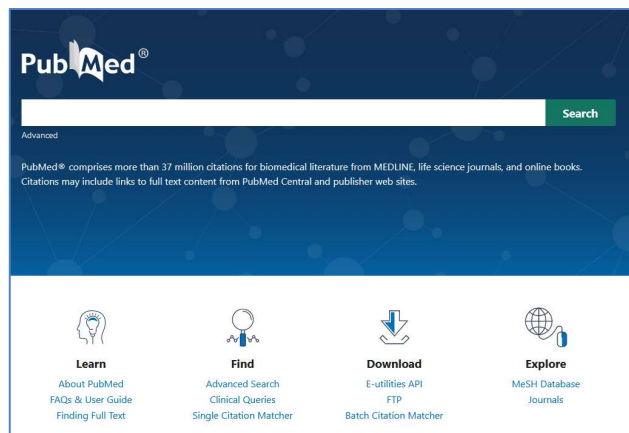 PubMed®
Search
Advanced
PubMed® comprises more than 37 million citations for biomedical literature from MEDLINE, life science journals, and online books.
Citations may include links to full text content from PubMed Central and publisher web sites.
Learn
About PubMed
FAQs & User Guide
Finding Full Text
Find
Advanced Search
Clinical Queries
Single Citation Matcher
Download
E-utilities API
FTP
Batch Citation Matcher
Explore
MeSH Database
Journals